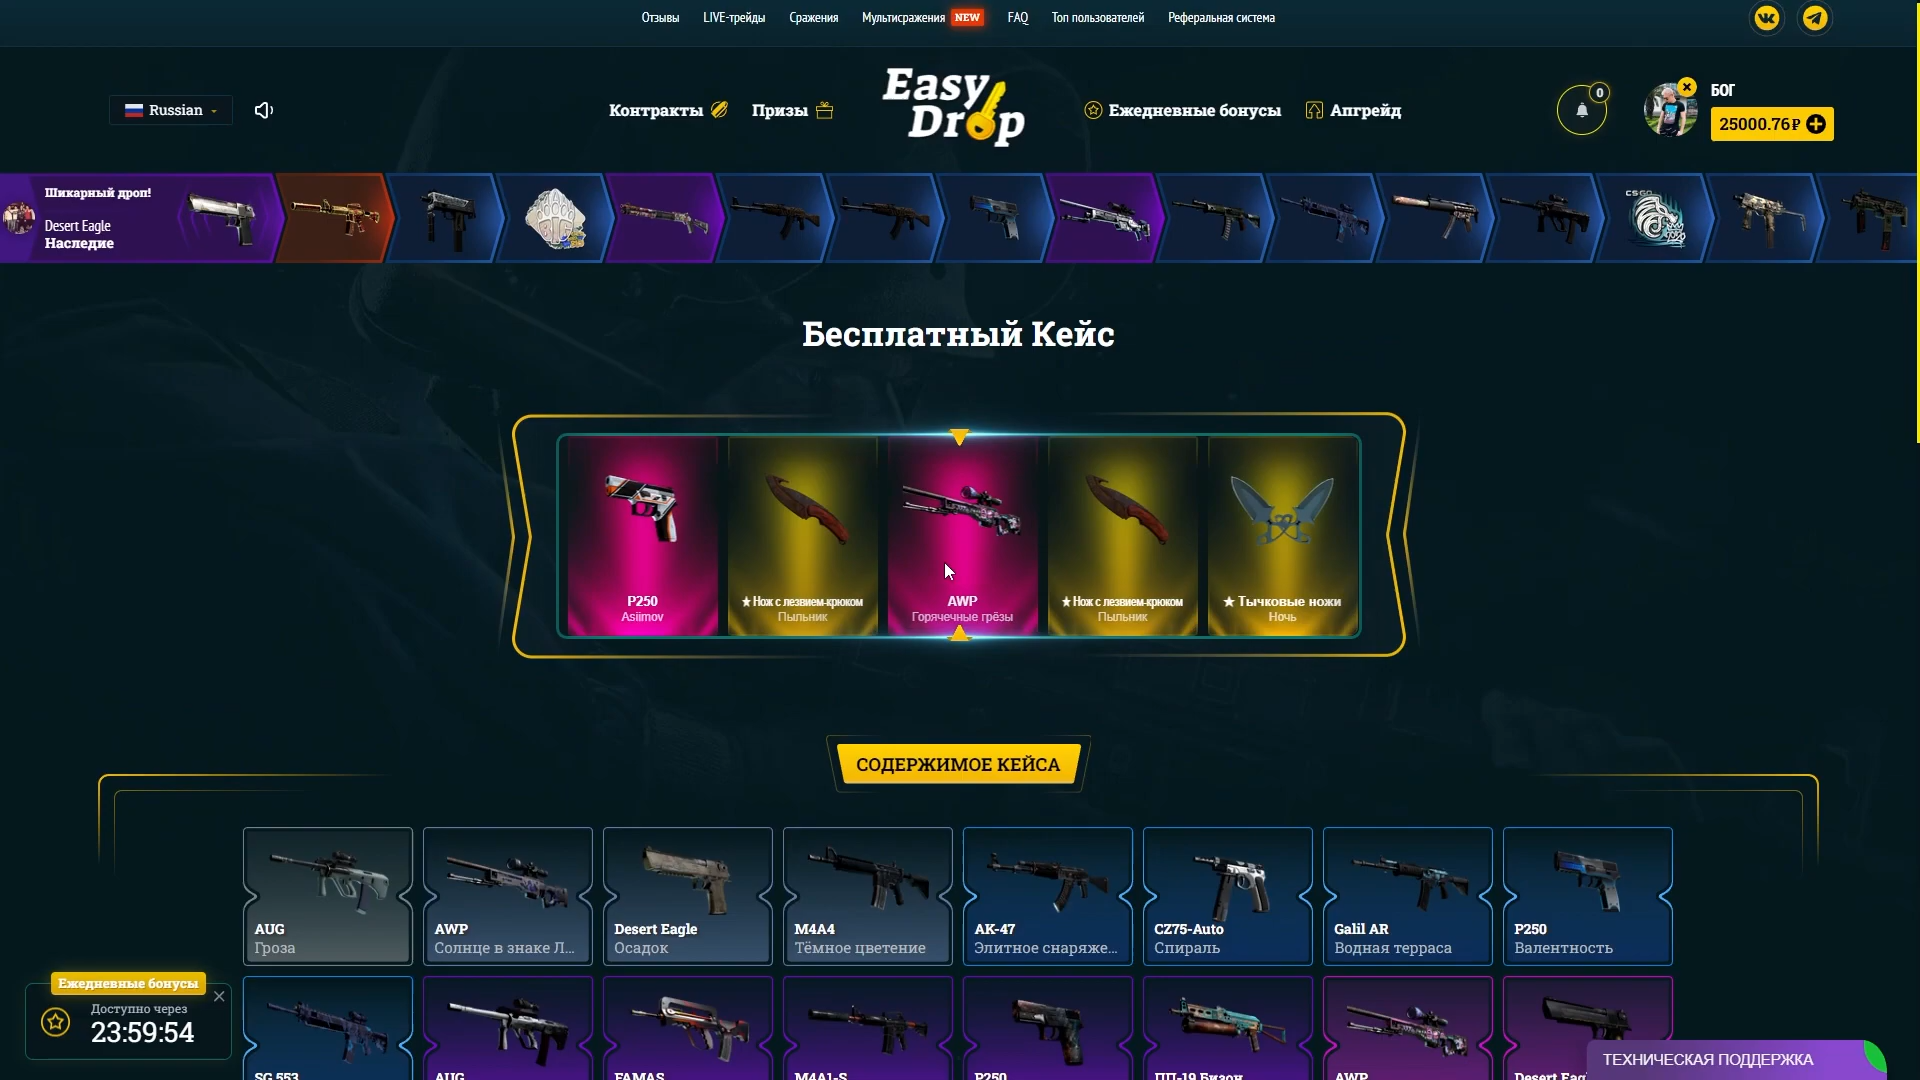 Отзывы
LIVE-трейды
Сражения
Мультисражения NEW
FAQ
Топ пользователей
Реферальная система
Russian
Контракты
Призы
Easy
Drop
Ежедневные бонусы
Апгрейд
0
БОГ
25000.76₽
Шикарный дроп!
Desert Eagle
Наследие
CS:GO
Бесплатный Кейс
P250
Asiimov
★ Нож с лезвием-крюком
Пыльник
AWP
Горячечные грёзы
★ Нож с лезвием-крюком
Пыльник
★ Тычковые ножи
Ночь
СОДЕРЖИМОЕ КЕЙСА
AUG
Гроза
AWP
Солнце в знаке Л...
Desert Eagle
Осадок
M4A4
Тёмное цветение
AK-47
Элитное снаряже...
CZ75-Auto
Спираль
Galil AR
Водная терраса
P250
Валентность
SG 553
AUG
FAMAS
M4A1-S
P250
ПП-19 Бизон
AWP
Desert Eag
Ежедневные бонусы
Доступно через
23:59:54
ТЕХНИЧЕСКАЯ ПОДДЕРЖКА